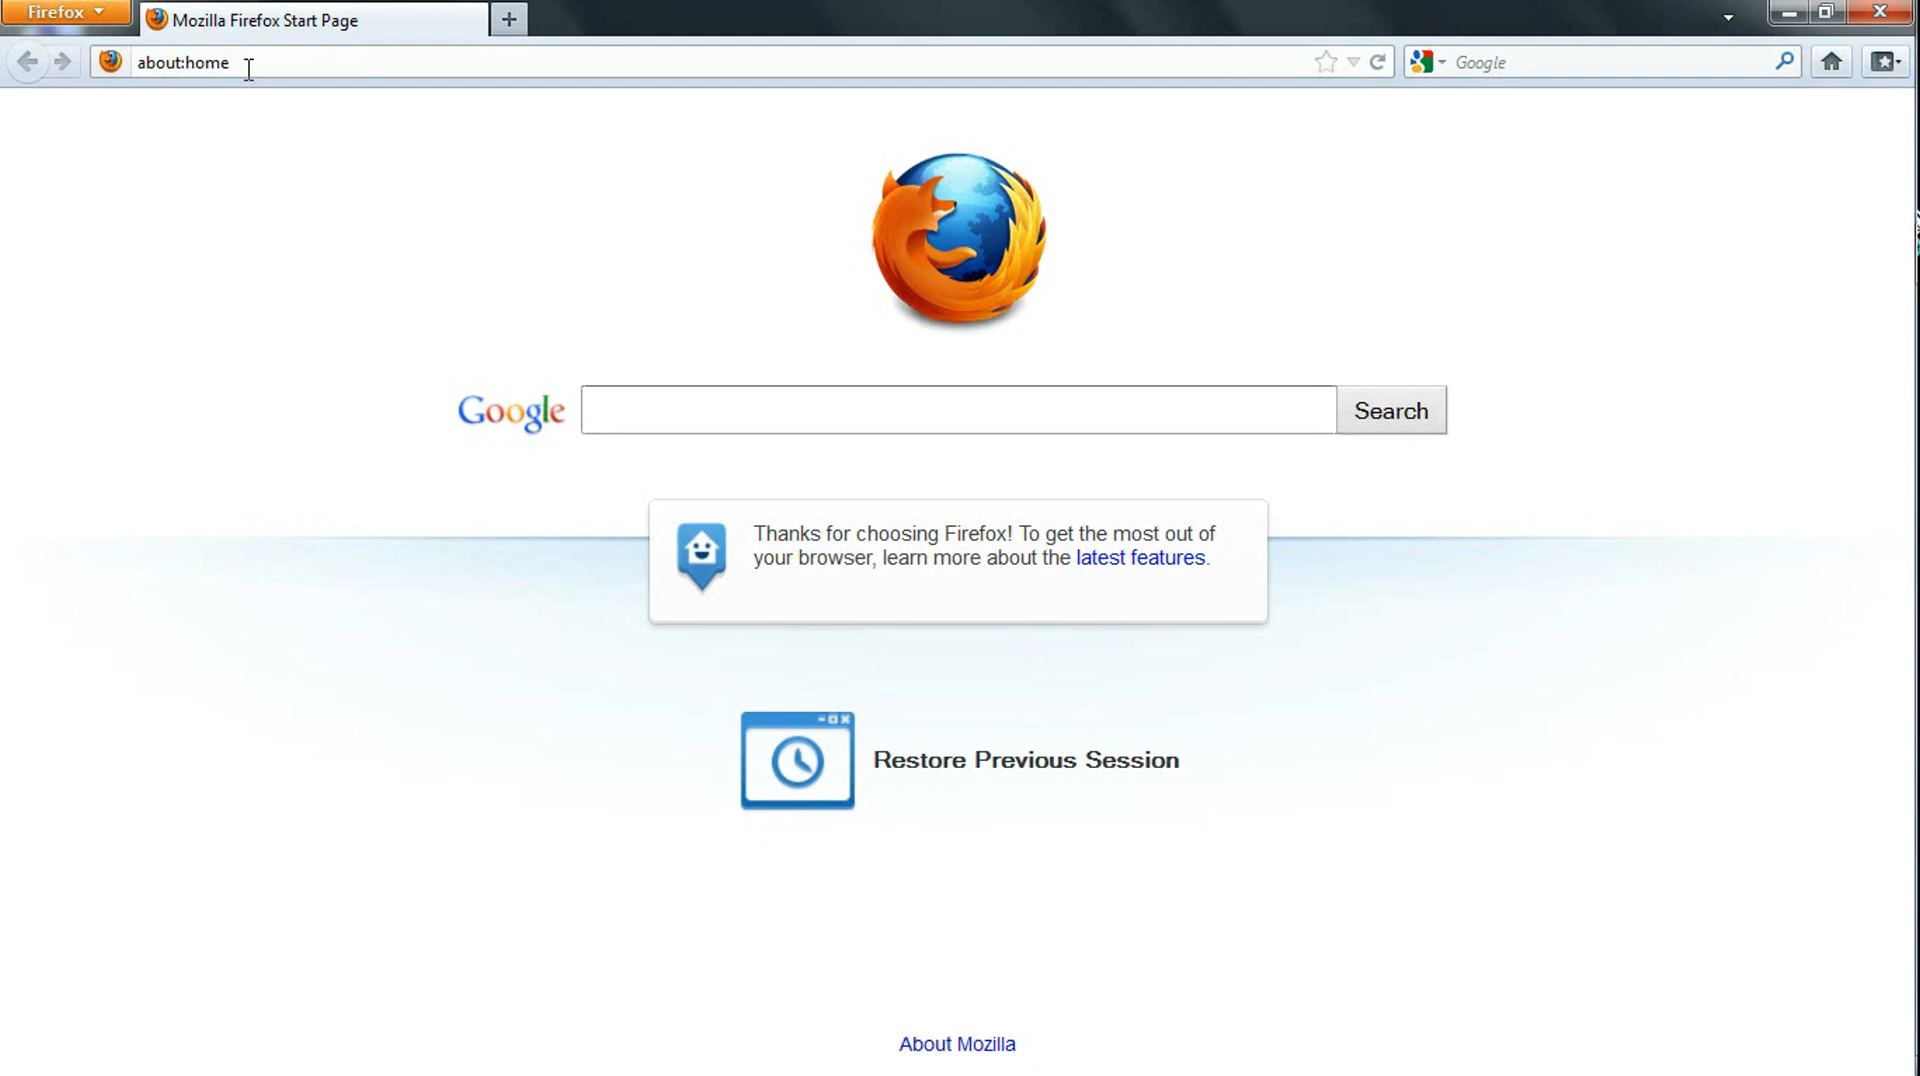 Firefox
Mozilla Firefox Start Page
about:home
Google
Google
Search
Thanks for choosing Firefox! To get the most out of
your browser, learn more about the latest features.
Restore Previous Session
About Mozilla